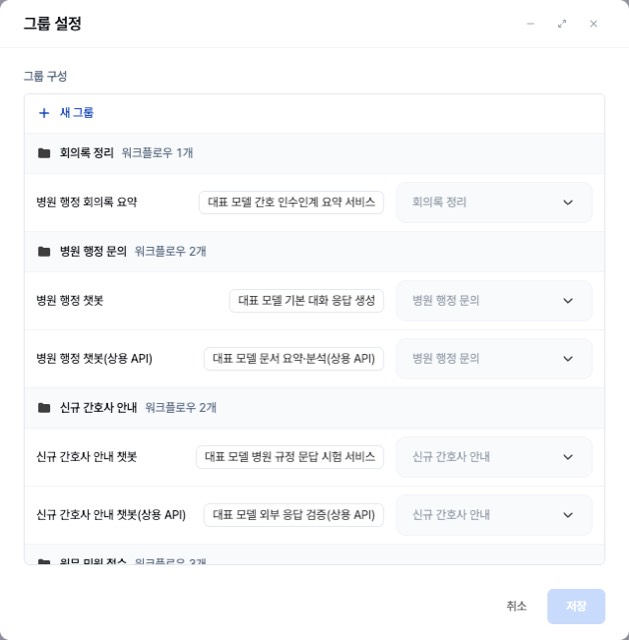 그룹 설정
그룹 구성
새 그룹
회의록 정리 워크플로우 1개
병원 행정 회의록 요약 대표 모델 간호 인수인계 요약 서비스 회의록 정리
병원 행정 문의 워크플로우 2개
병원 행정 챗봇 대표 모델 기본 대화 응답 생성 병원 행정 문의
병원 행정 챗봇(상용 API) 대표 모델 문서 요약·분석(상용 API) 병원 행정 문의
신규 간호사 안내 워크플로우 2개
신규 간호사 안내 챗봇 대표 모델 병원 규정 문답 시험 서비스 신규 간호사 안내
신규 간호사 안내 챗봇(상용 API) 대표 모델 외부 응답 검증(상용 API) 신규 간호사 안내
워크플로우 3개
취소 저장